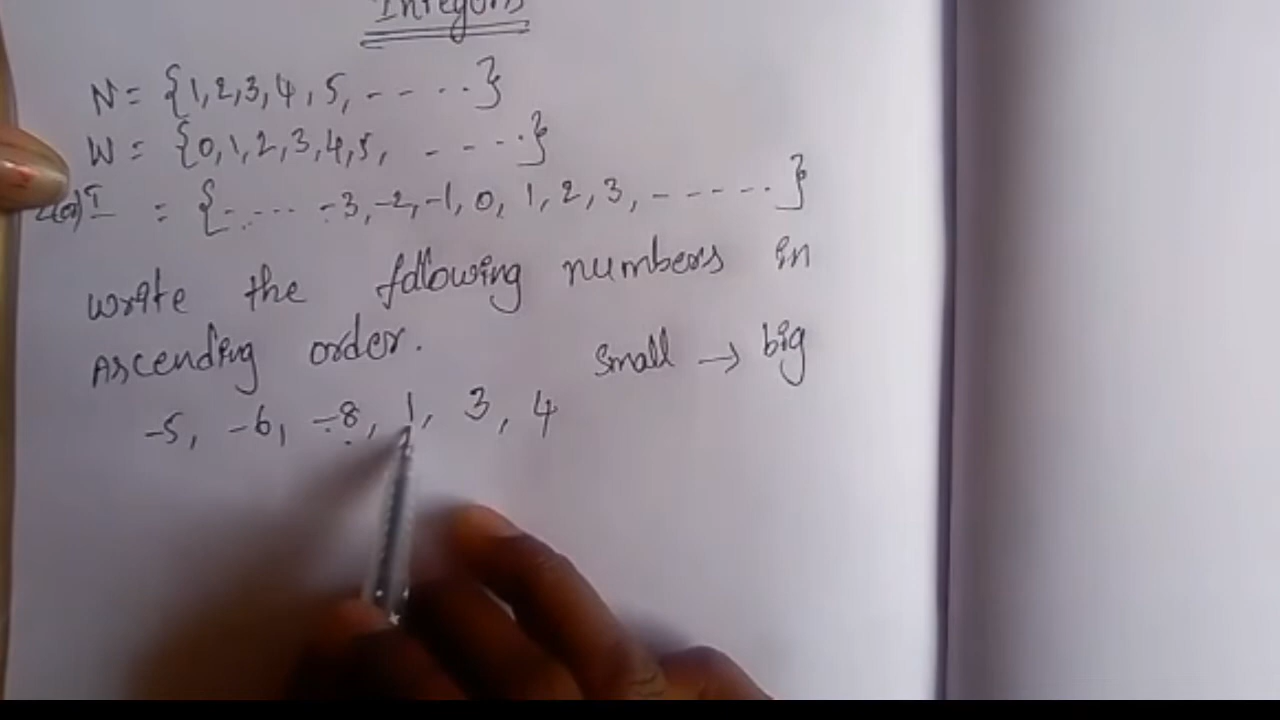 Integers
N = {1,2,3,4,5, - - - - . . }
W = {0,1,2,3,4,5, - - - - . }
Z(or) I = {- . . . . -3,-2,-1,0,1,2,3, - - - - - . . }
write the following numbers in
Ascending order. small → big
-5, -6, -8, 1, 3, 4